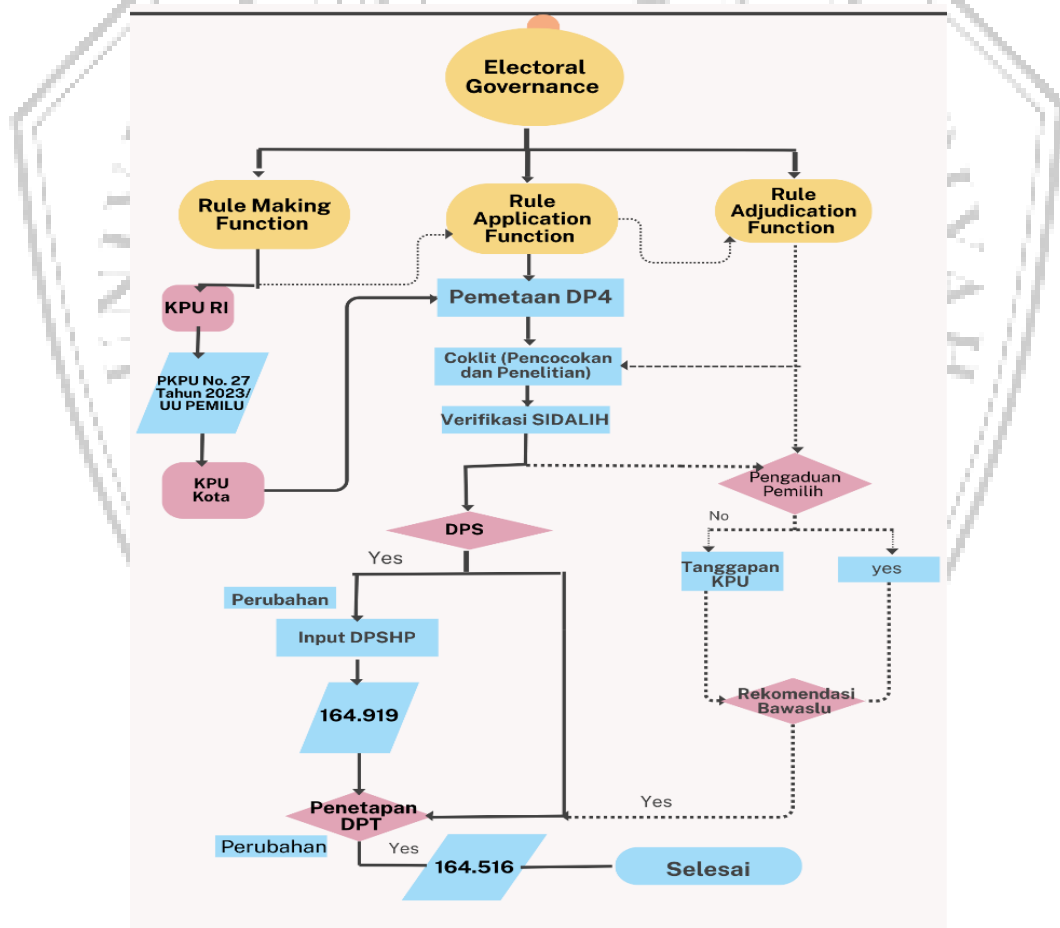 Electoral
Governance
Rule Making
Function
Rule
Application
Function
Rule
Adjudication
Function
KPU RI
Pemetaan DP4
PKPU No. 27
Tahun 2023/
UU PEMILU
Coklit (Pencocokan
dan Penelitian)
Verifikasi SIDALIH
KPU
Kota
Pengaduan
Pemilih
DPS
No
Yes
Tanggapan
KPU
yes
Perubahan
Input DPSHP
164.919
Rekomendasi
Bawaslu
Penetapan
DPT
Yes
Perubahan
Yes
164.516
Selesai